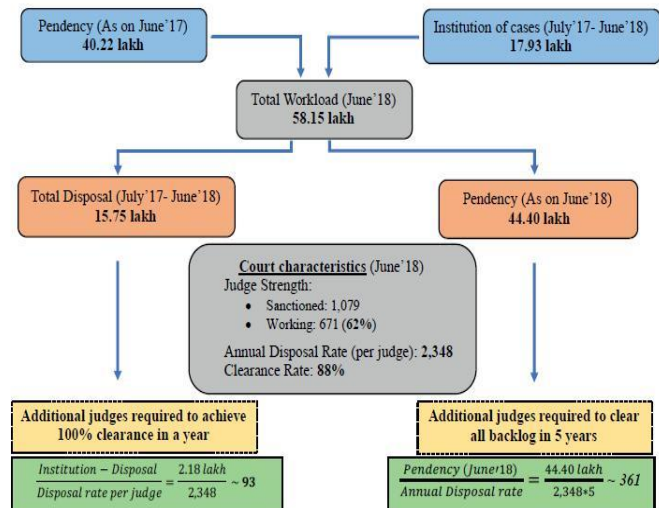 Pendency (As on June'17)
40.22 lakh
Institution of cases (July'17- June'18)
17.93 lakh
Total Workload (June'18)
58.15 lakh
Total Disposal (July'17- June'18)
15.75 lakh
Pendency (As on June'18)
44.40 lakh
Court characteristics (June'18)
Judge Strength:
• Sanctioned: 1,079
• Working: 671 (62%)
Annual Disposal Rate (per judge): 2,348
Clearance Rate: 88%
Additional judges required to achieve
100% clearance in a year
Additional judges required to clear
all backlog in 5 years
Institution − Disposal / Disposal rate per judge = 2.18 lakh / 2,348 ~ 93
Pendency (June'18) / Annual Disposal rate = 44.40 lakh / 2,348*5 ~ 361